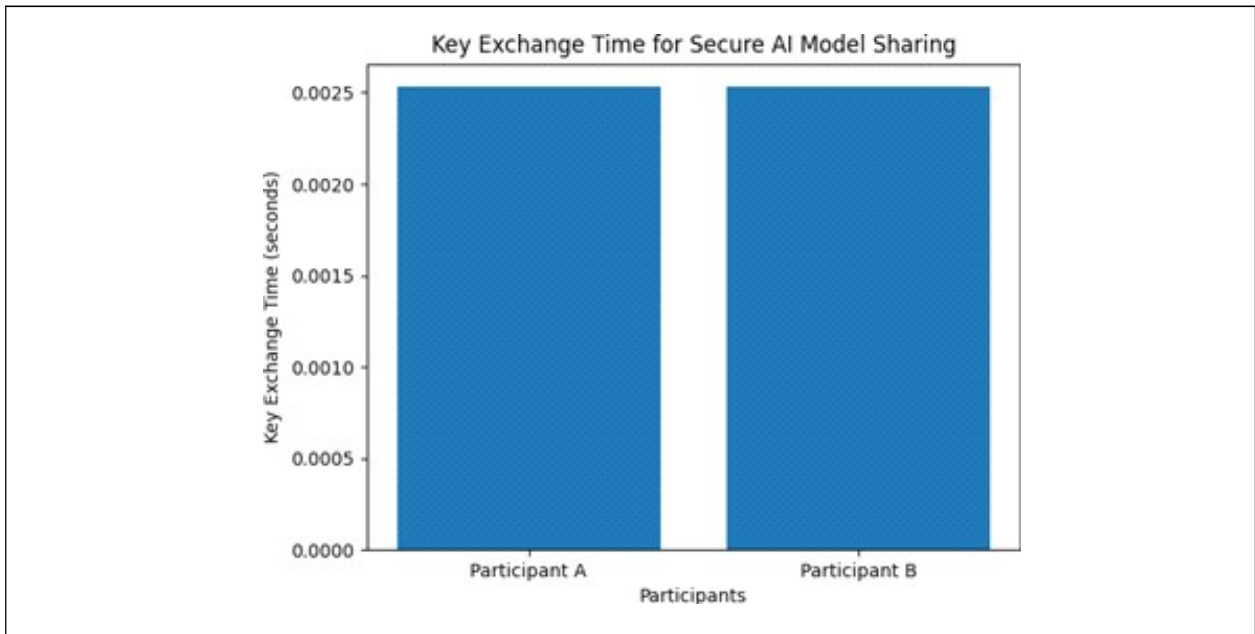 Key Exchange Time for Secure AI Model Sharing
Key Exchange Time (seconds)
0.0025
0.0020
0.0015
0.0010
0.0005
0.0000
Participant A Participant B
Participants